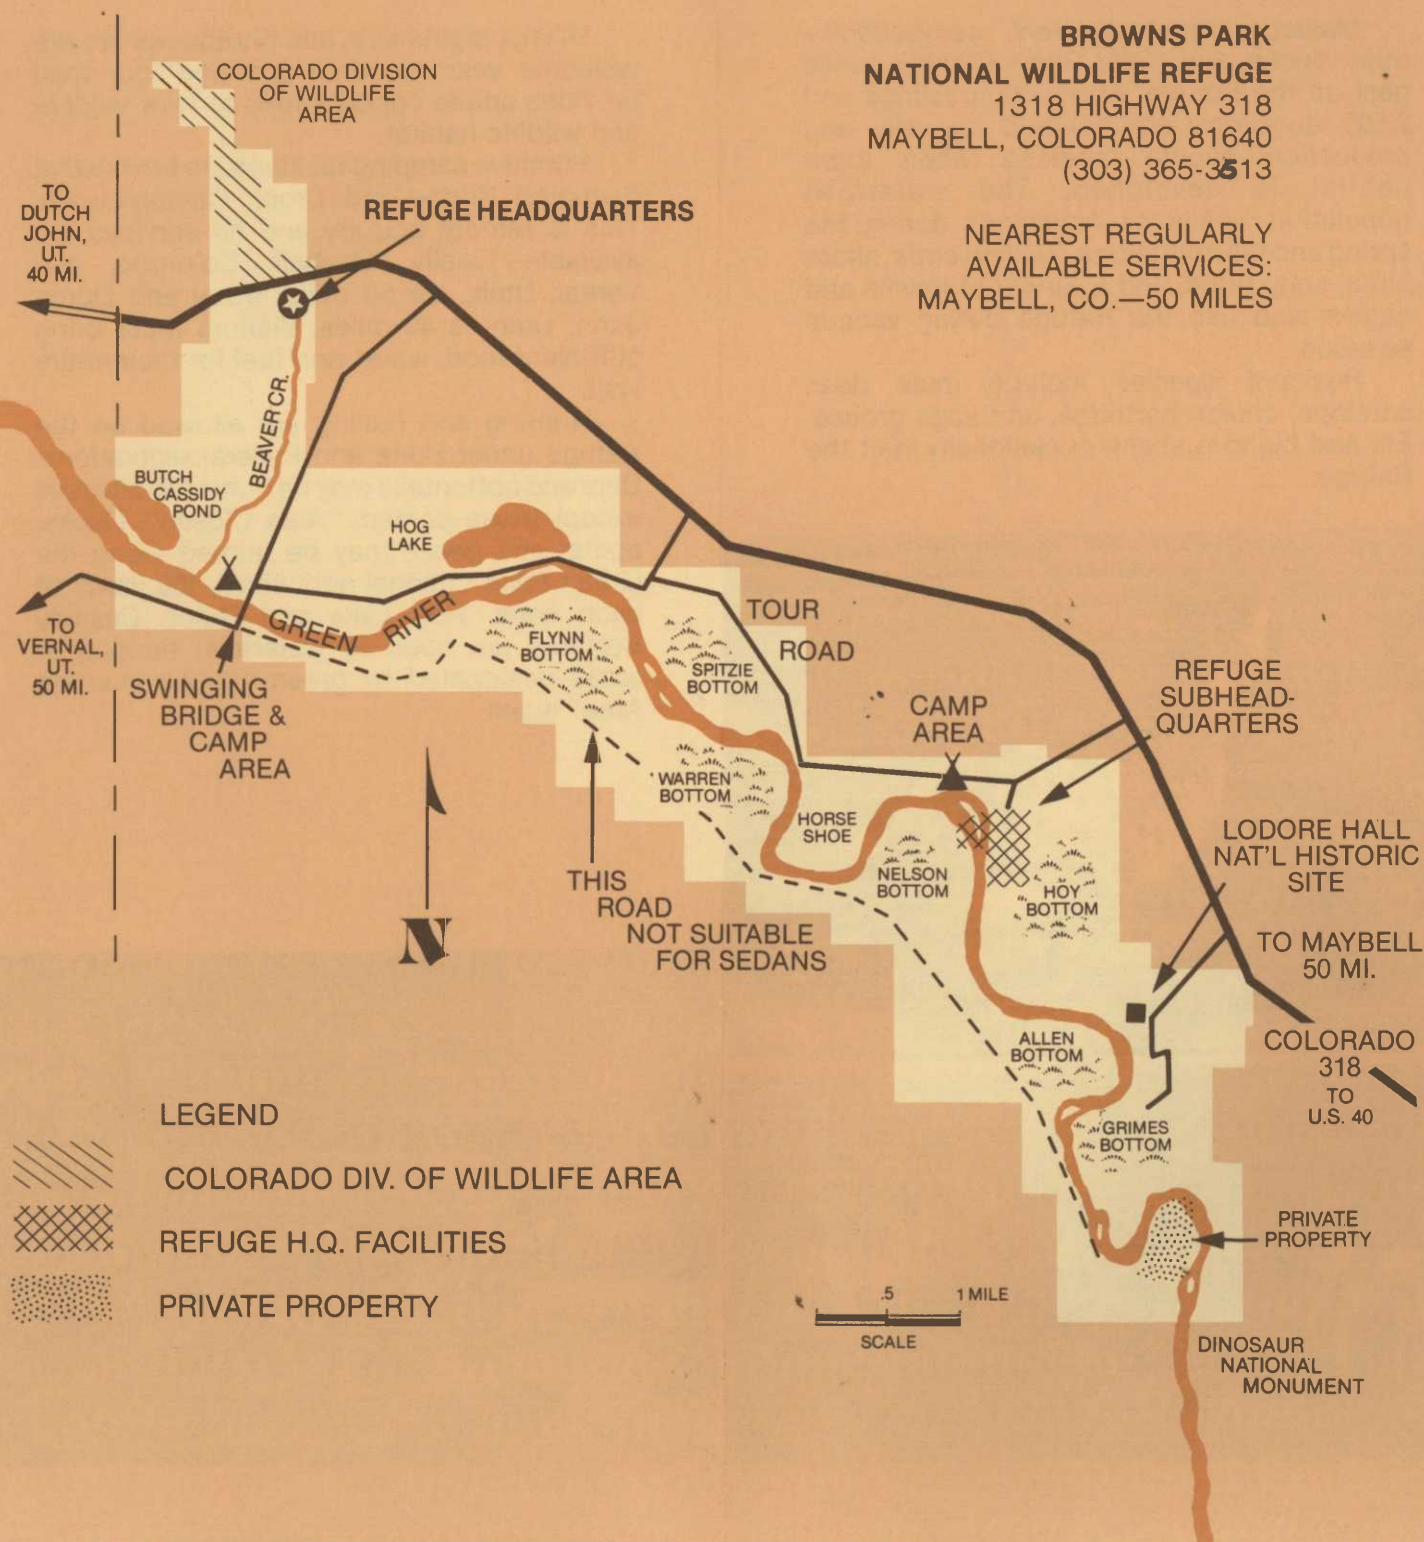 BROWNS PARK
NATIONAL WILDLIFE REFUGE
1318 HIGHWAY 318
MAYBELL, COLORADO 81640
(303) 365-3613
NEAREST REGULARLY
AVAILABLE SERVICES:
MAYBELL, CO.—50 MILES
COLORADO DIVISION
OF WILDLIFE
AREA
TO
DUTCH
JOHN,
UT.
40 MI.
REFUGE HEADQUARTERS
BEAVER CR.
BUTCH
CASSIDY
POND
HOG
LAKE
GREEN RIVER
TO
VERNAL,
UT.
50 MI.
SWINGING
BRIDGE &
CAMP
AREA
FLYNN
BOTTOM
SPITZIE
BOTTOM
TOUR
ROAD
WARREN
BOTTOM
CAMP
AREA
REFUGE
SUBHEAD-
QUARTERS
HORSE
SHOE
NELSON
BOTTOM
HOY
BOTTOM
LODORE HALL
NAT'L HISTORIC
SITE
THIS
ROAD
NOT SUITABLE
FOR SEDANS
N
TO MAYBELL
50 MI.
COLORADO
318
TO
U.S. 40
ALLEN
BOTTOM
GRIMES
BOTTOM
PRIVATE
PROPERTY
LEGEND
COLORADO DIV. OF WILDLIFE AREA
REFUGE H.Q. FACILITIES
PRIVATE PROPERTY
.5 1 MILE
SCALE
DINOSAUR
NATIONAL
MONUMENT